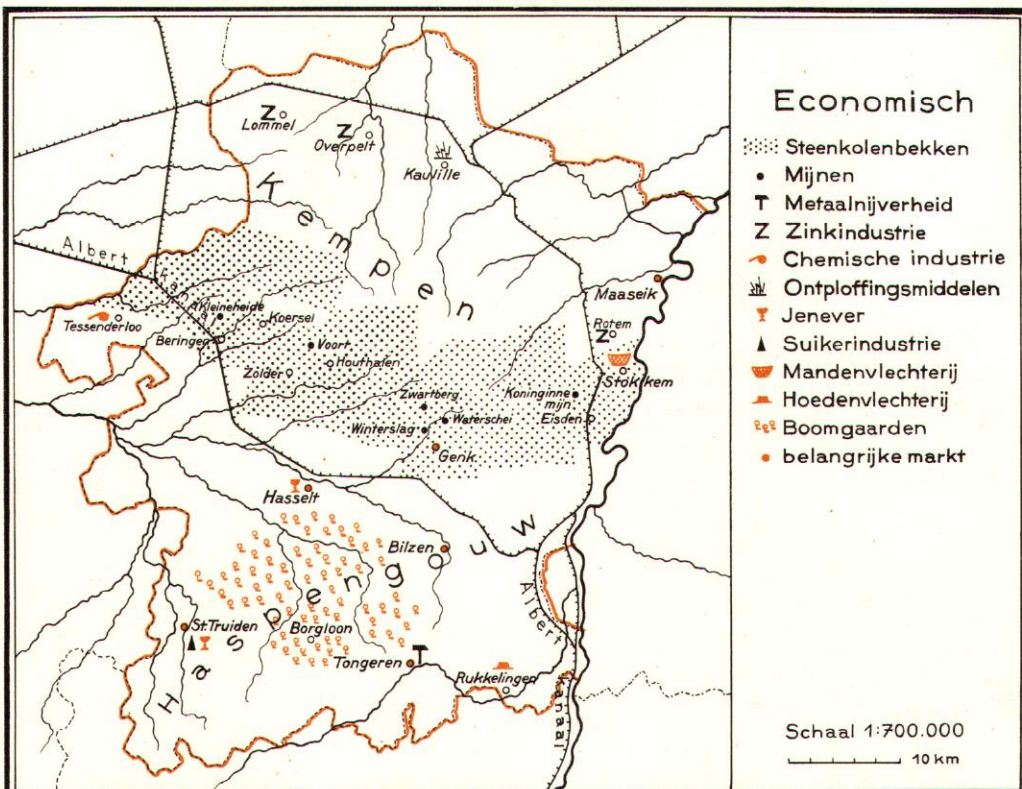 Lommel
Overpelt
Kaulille
Kempen
Albert Kanaal
Maaseik
Tessenderloo
Kleineheide
Koersel
Beringen
Voort
Houthalen
Zolder
Rotem
Stokkem
Zwartberg
Koninginne
mijn
Waterschei
Eisden
Winterslag
Genk.
Hasselt
Bilzen
Haspengouw
St.Truiden
Borgloon
Tongeren
Rukkelingen
Albert Kanaal
Economisch
Steenkolenbekken
Mijnen
Metaalnijverheid
Z Zinkindustrie
Chemische industrie
Ontploffingsmiddelen
Jenever
Suikerindustrie
Mandenvlechterij
Hoedenvlechterij
Boomgaarden
belangrijke markt
Schaal 1:700.000
10 km